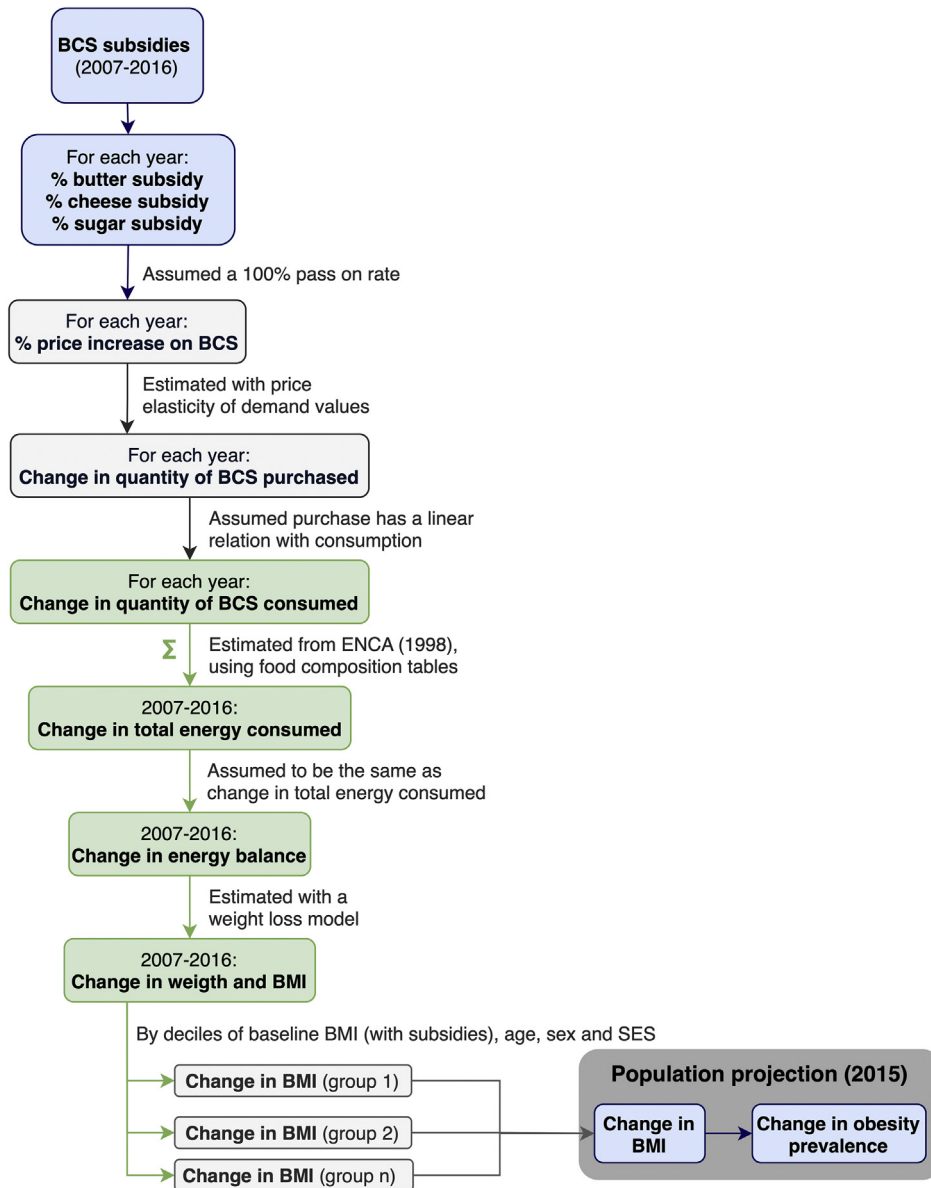 BCS subsidies
(2007-2016)
For each year:
% butter subsidy
% cheese subsidy
% sugar subsidy
Assumed a 100% pass on rate
For each year:
% price increase on BCS
Estimated with price
elasticity of demand values
For each year:
Change in quantity of BCS purchased
Assumed purchase has a linear
relation with consumption
For each year:
Change in quantity of BCS consumed
Σ
Estimated from ENCA (1998),
using food composition tables
2007-2016:
Change in total energy consumed
Assumed to be the same as
change in total energy consumed
2007-2016:
Change in energy balance
Estimated with a
weight loss model
2007-2016:
Change in weigth and BMI
By deciles of baseline BMI (with subsidies), age, sex and SES
Change in BMI (group 1)
Change in BMI (group 2)
Change in BMI (group n)
Population projection (2015)
Change in
BMI
Change in obesity
prevalence